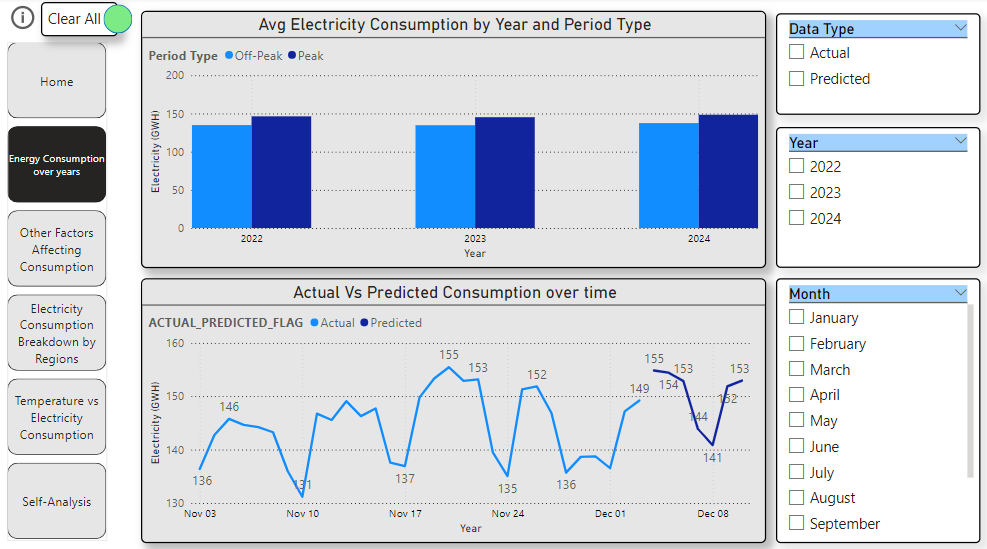 Clear All
Home
Energy Consumption
over years
Other Factors
Affecting
Consumption
Electricity
Consumption
Breakdown by
Regions
Temperature vs
Electricity
Consumption
Self-Analysis
Avg Electricity Consumption by Year and Period Type
Period Type Off-Peak Peak
Electricity (GWH)
200
150
100
50
0
2022 2023 2024
Year
Actual Vs Predicted Consumption over time
ACTUAL_PREDICTED_FLAG Actual Predicted
Electricity (GWH)
160
150
140
130
136
146
131
137
155
153
135
152
136
149
155
154
153
144
141
152
153
Nov 03 Nov 10 Nov 17 Nov 24 Dec 01 Dec 08
Year
Data Type
Actual
Predicted
Year
2022
2023
2024
Month
January
February
March
April
May
June
July
August
September